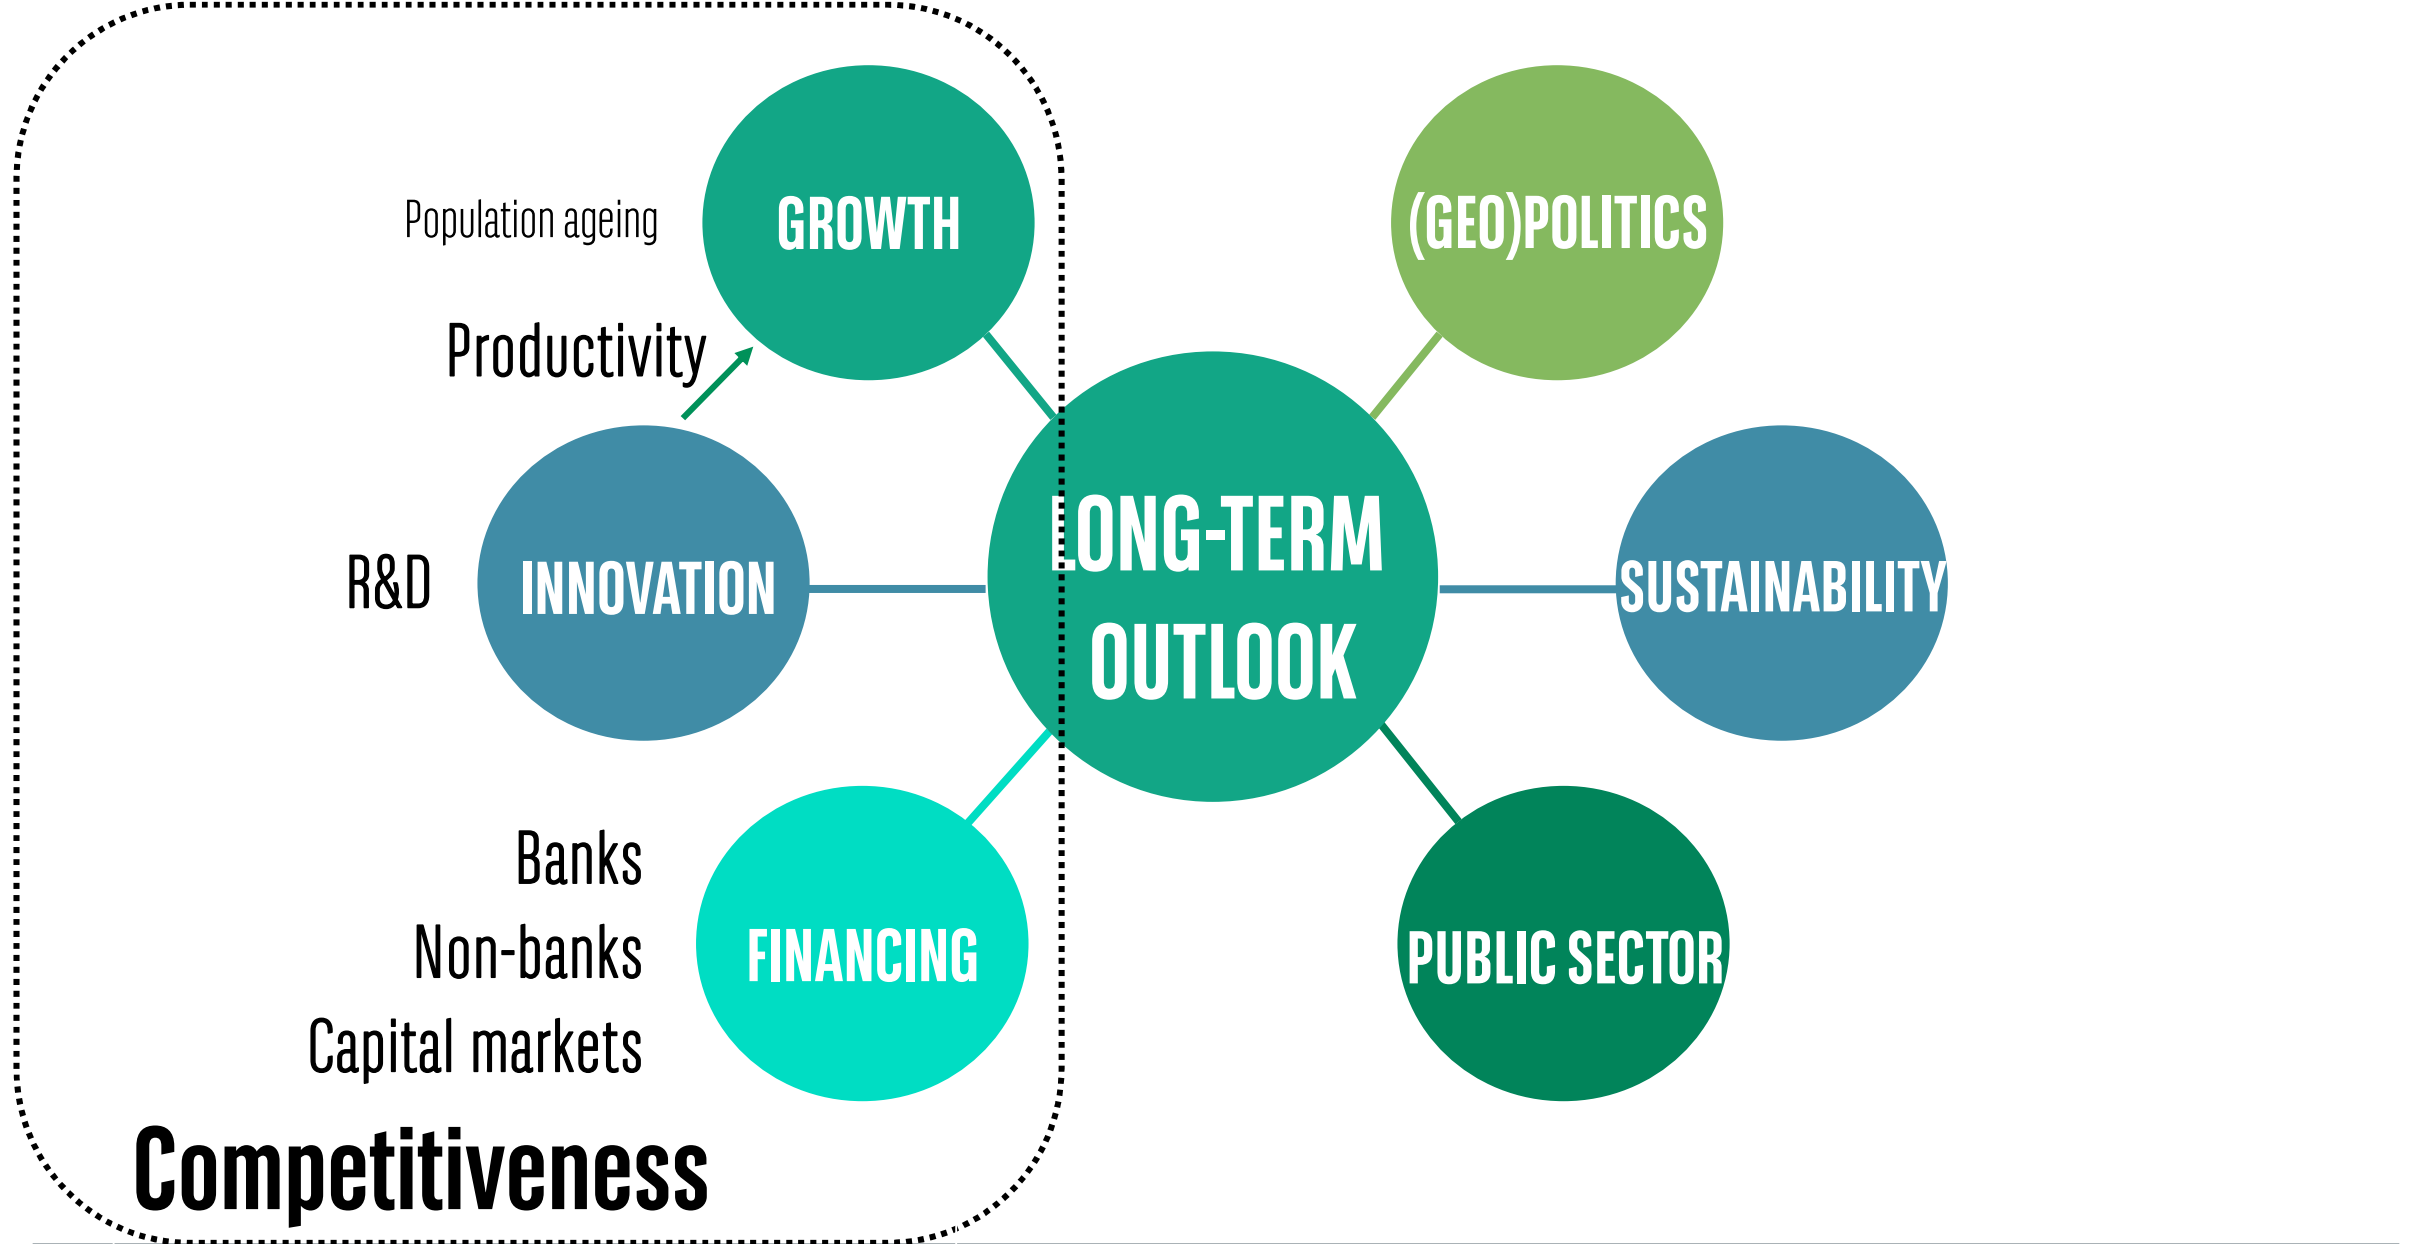 GROWTH
(GEO)POLITICS
Population ageing
Productivity
LONG-TERM
OUTLOOK
R&D
INNOVATION
SUSTAINABILITY
Banks
Non-banks
Capital markets
FINANCING
PUBLIC SECTOR
Competitiveness